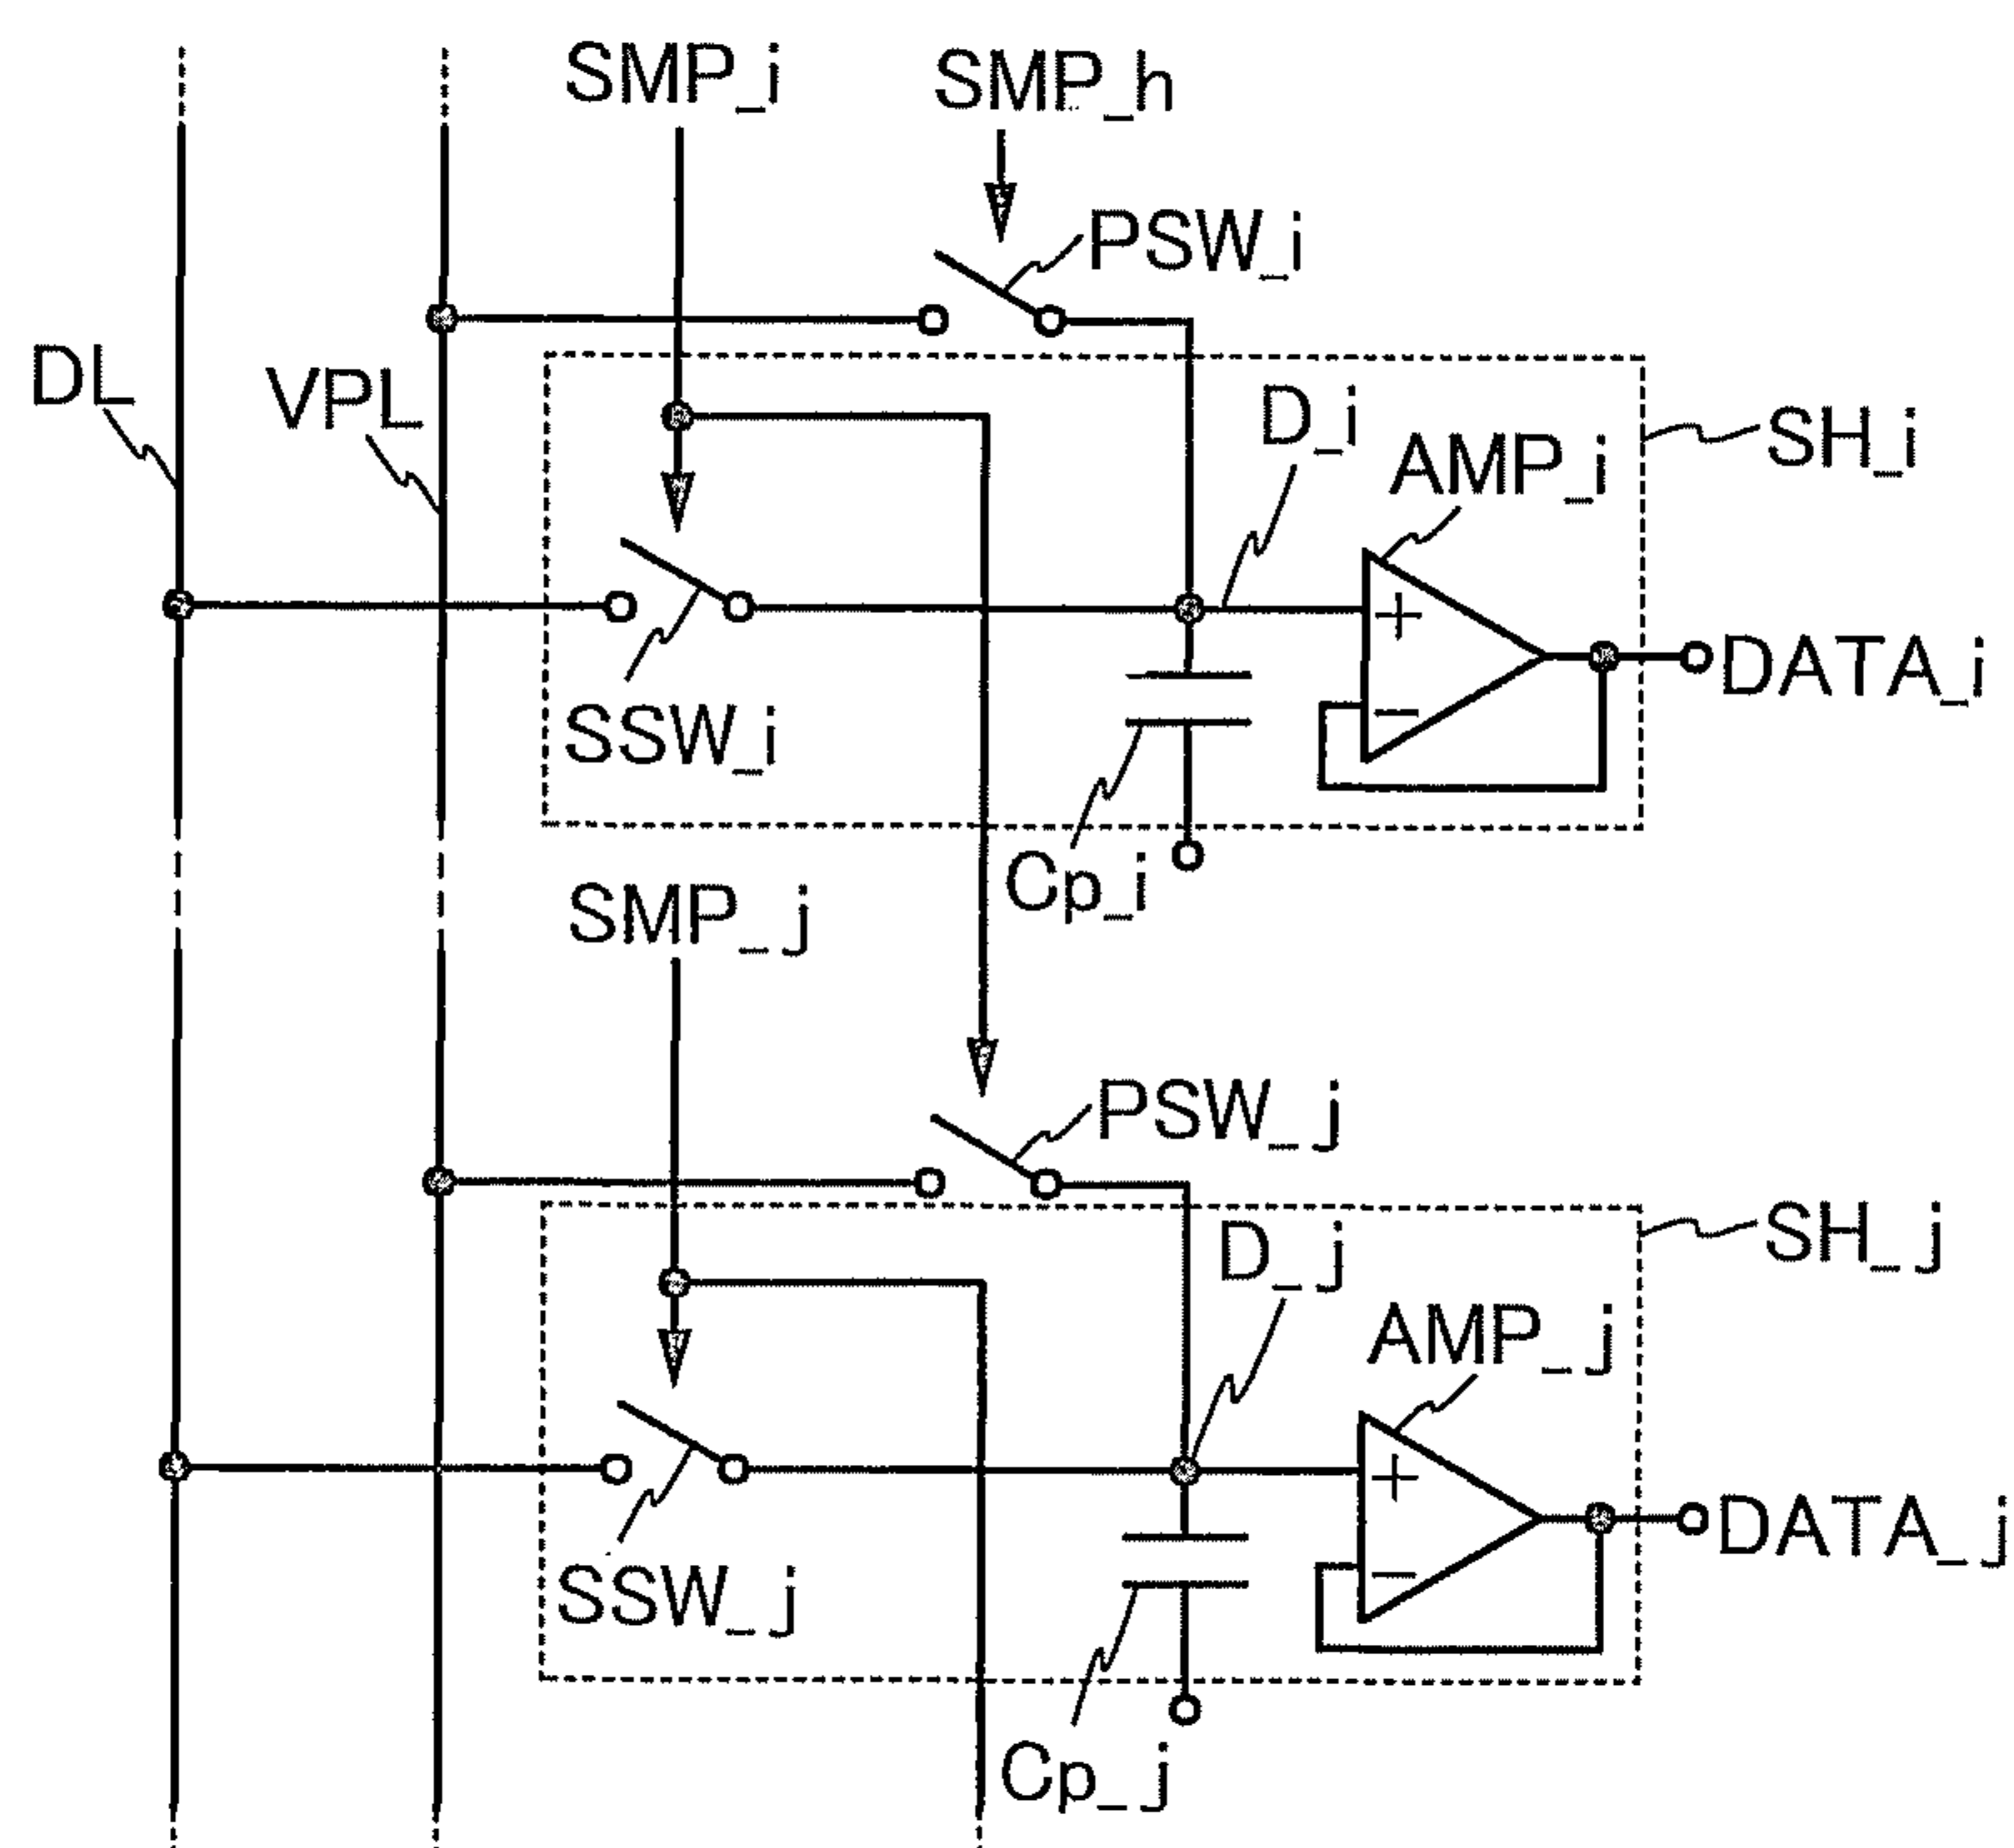 SMP_i
SMP_h
PSW_i
DL
VPL
D_i
AMP_i
SH_i
+
DATA_i
SSW_i
−
Cp_i
SMP_j
PSW_j
D_j
SH_j
AMP_j
+
DATA_j
SSW_j
−
Cp_j